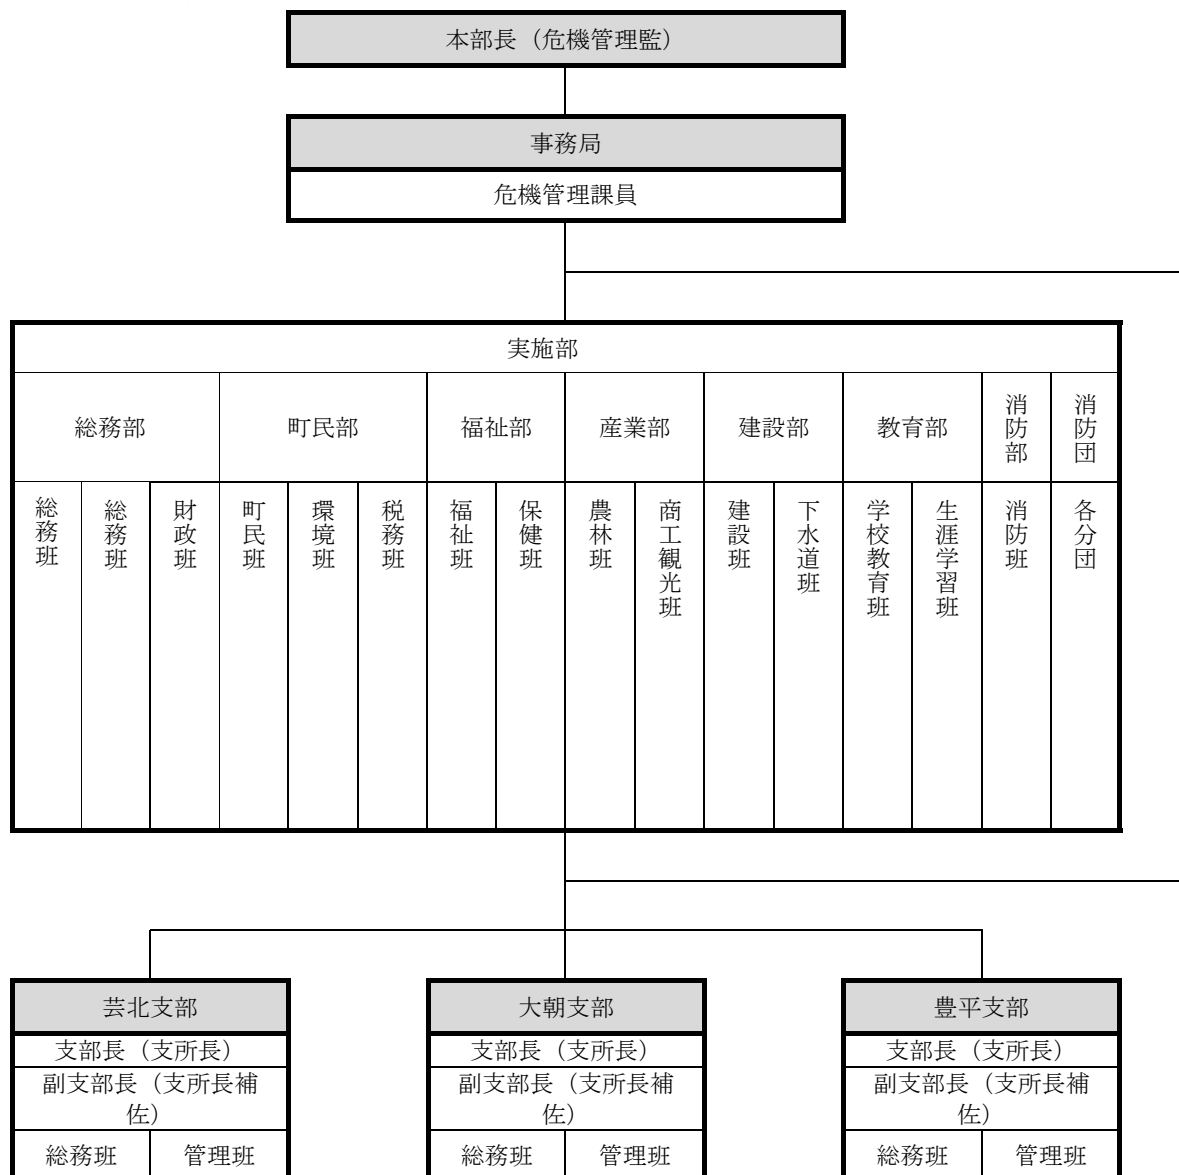 本部長（危機管理監）
事務局
危機管理課員
実施部
総務部
町民部
福祉部
産業部
建設部
教育部
消防部
消防団
総務班
総務班
財政班
町民班
環境班
税務班
福祉班
保健班
農林班
商工観光班
建設班
下水道班
学校教育班
生涯学習班
消防班
各分団
芸北支部
支部長（支所長）
副支部長（支所長補
佐）
総務班
管理班
大朝支部
支部長（支所長）
副支部長（支所長補
佐）
総務班
管理班
豊平支部
支部長（支所長）
副支部長（支所長補
佐）
総務班
管理班